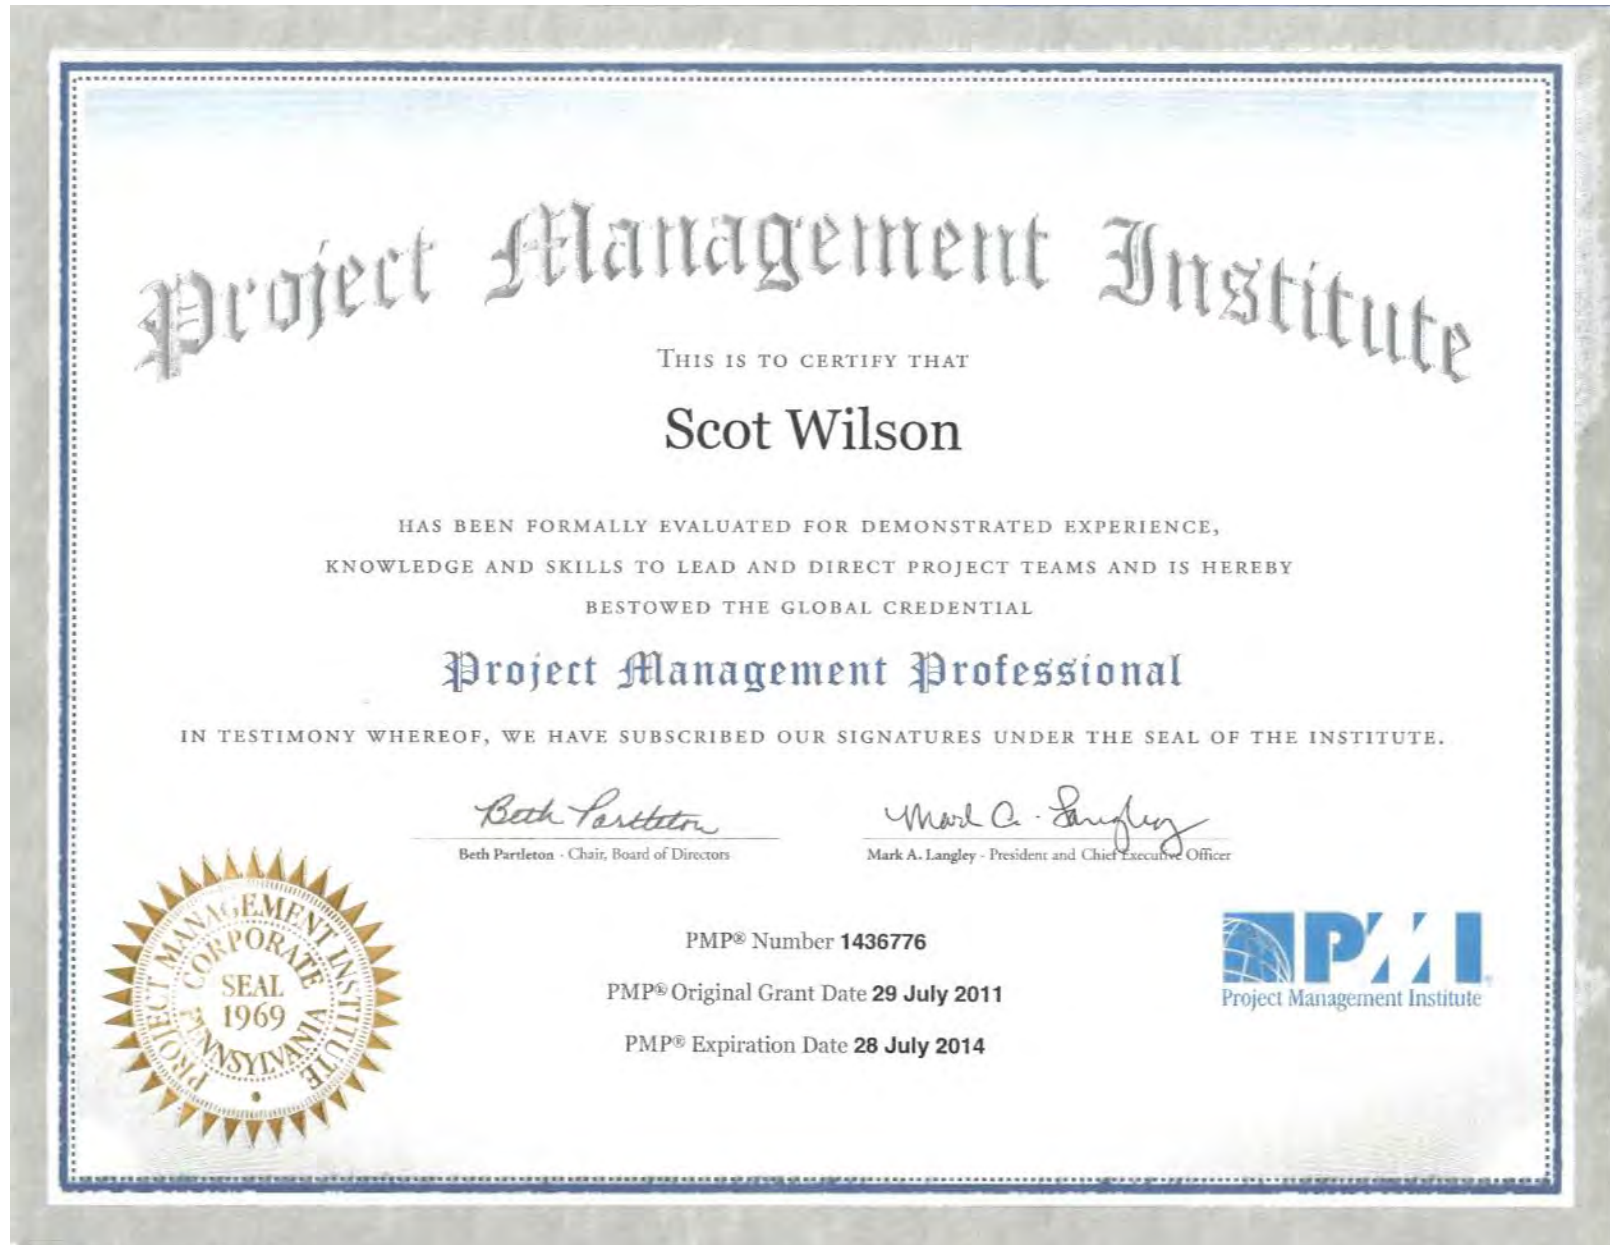 Project Management Institute
THIS IS TO CERTIFY THAT
Scot Wilson
HAS BEEN FORMALLY EVALUATED FOR DEMONSTRATED EXPERIENCE,
KNOWLEDGE AND SKILLS TO LEAD AND DIRECT PROJECT TEAMS AND IS HEREBY
BESTOWED THE GLOBAL CREDENTIAL
Project Management Professional
IN TESTIMONY WHEREOF, WE HAVE SUBSCRIBED OUR SIGNATURES UNDER THE SEAL OF THE INSTITUTE.
Beth Partleton
Mark A. Langley
Beth Partleton - Chair, Board of Directors
Mark A. Langley - President and Chief Executive Officer
PROJECT MANAGEMENT INSTITUTE
CORPORATE
SEAL
1969
PENNSYLVANIA
PMP® Number 1436776
PMP® Original Grant Date 29 July 2011
PMP® Expiration Date 28 July 2014
PMI®
Project Management Institute